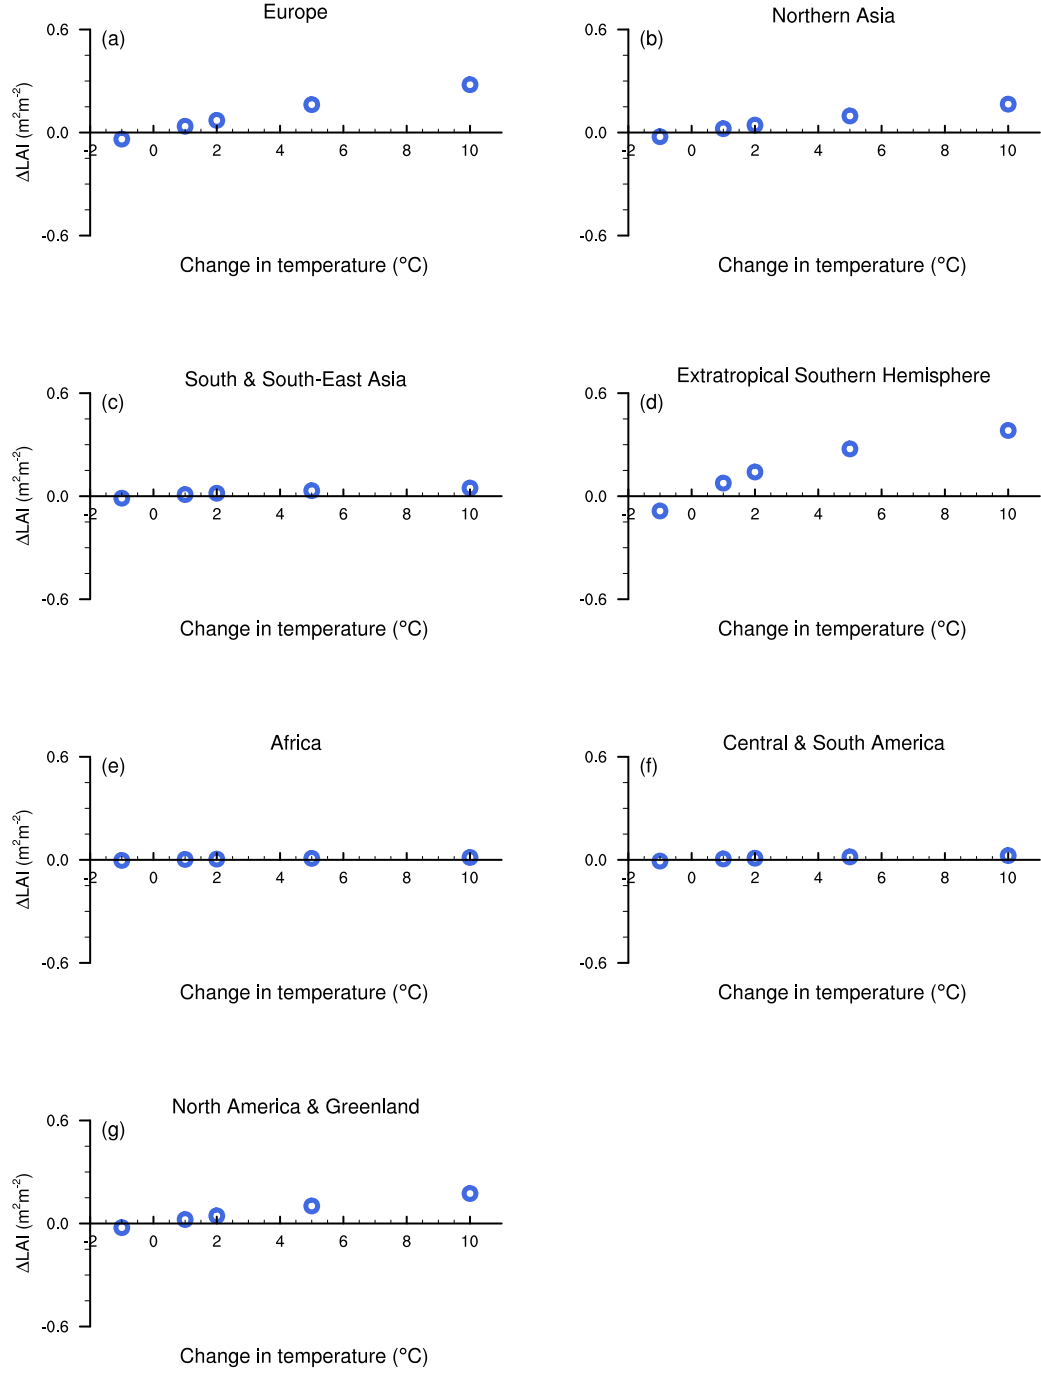 Europe
(a)
0.6
0.0
-0.6
ΔLAI (m²m⁻²)
-2 0 2 4 6 8 10
Change in temperature (°C)
Northern Asia
(b)
0.6
0.0
-0.6
-2 0 2 4 6 8 10
Change in temperature (°C)
South & South-East Asia
(c)
0.6
0.0
-0.6
ΔLAI (m²m⁻²)
-2 0 2 4 6 8 10
Change in temperature (°C)
Extratropical Southern Hemisphere
(d)
0.6
0.0
-0.6
-2 0 2 4 6 8 10
Change in temperature (°C)
Africa
(e)
0.6
0.0
-0.6
ΔLAI (m²m⁻²)
-2 0 2 4 6 8 10
Change in temperature (°C)
Central & South America
(f)
0.6
0.0
-0.6
-2 0 2 4 6 8 10
Change in temperature (°C)
North America & Greenland
(g)
0.6
0.0
-0.6
ΔLAI (m²m⁻²)
-2 0 2 4 6 8 10
Change in temperature (°C)